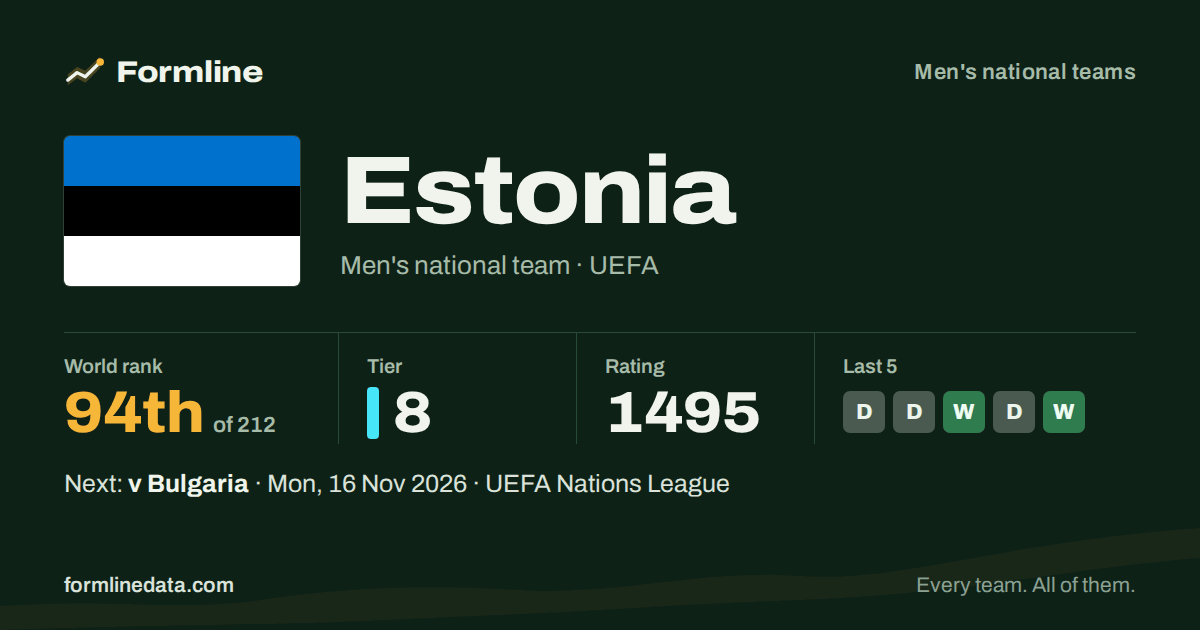 Formline
Men's national teams
Estonia
Men's national team · UEFA
World rank
94th of 212
Tier
8
Rating
1495
Last 5
D D W D W
Next: v Bulgaria · Mon, 16 Nov 2026 · UEFA Nations League
formlinedata.com
Every team. All of them.